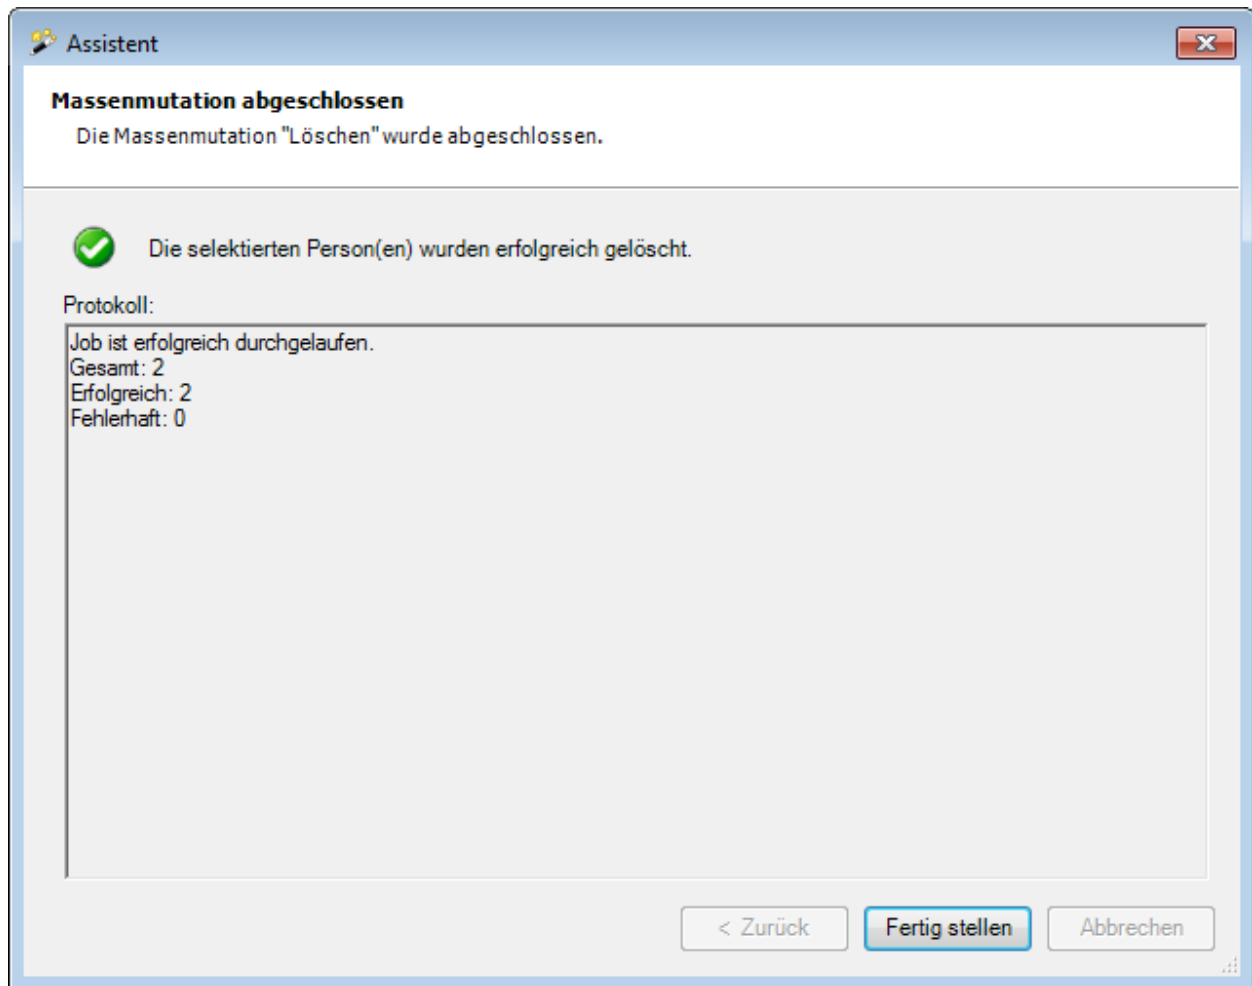 Assistent
Massenmutation abgeschlossen
Die Massenmutation "Löschen" wurde abgeschlossen.
Die selektierten Person(en) wurden erfolgreich gelöscht.
Protokoll:
Job ist erfolgreich durchgelaufen.
Gesamt: 2
Erfolgreich: 2
Fehlerhaft: 0
< Zurück Fertig stellen Abbrechen